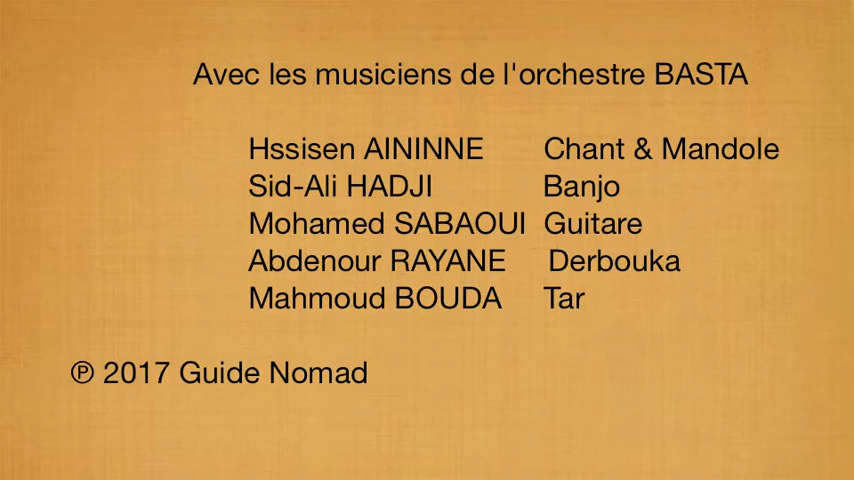 Avec les musiciens de l'orchestre BASTA
Hssisen AININNE Chant & Mandole
Sid-Ali HADJI Banjo
Mohamed SABAOUI Guitare
Abdenour RAYANE Derbouka
Mahmoud BOUDA Tar
℗ 2017 Guide Nomad